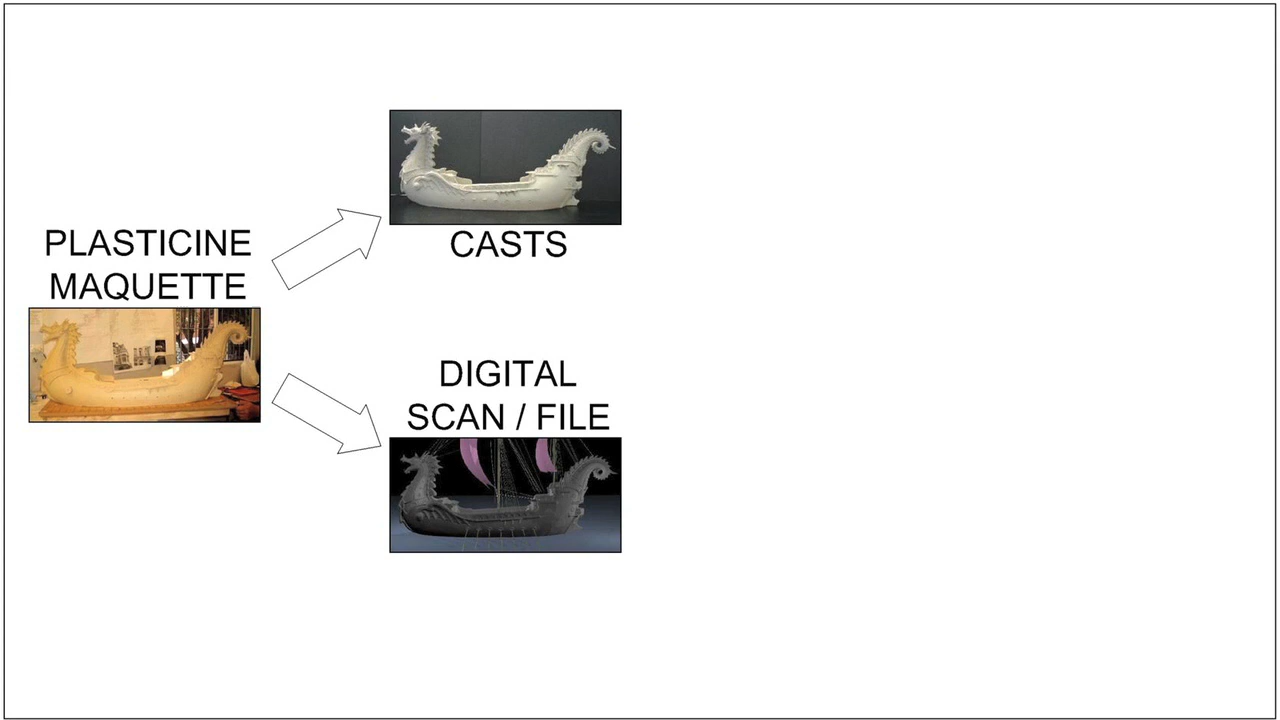 PLASTICINE
MAQUETTE
CASTS
DIGITAL
SCAN / FILE